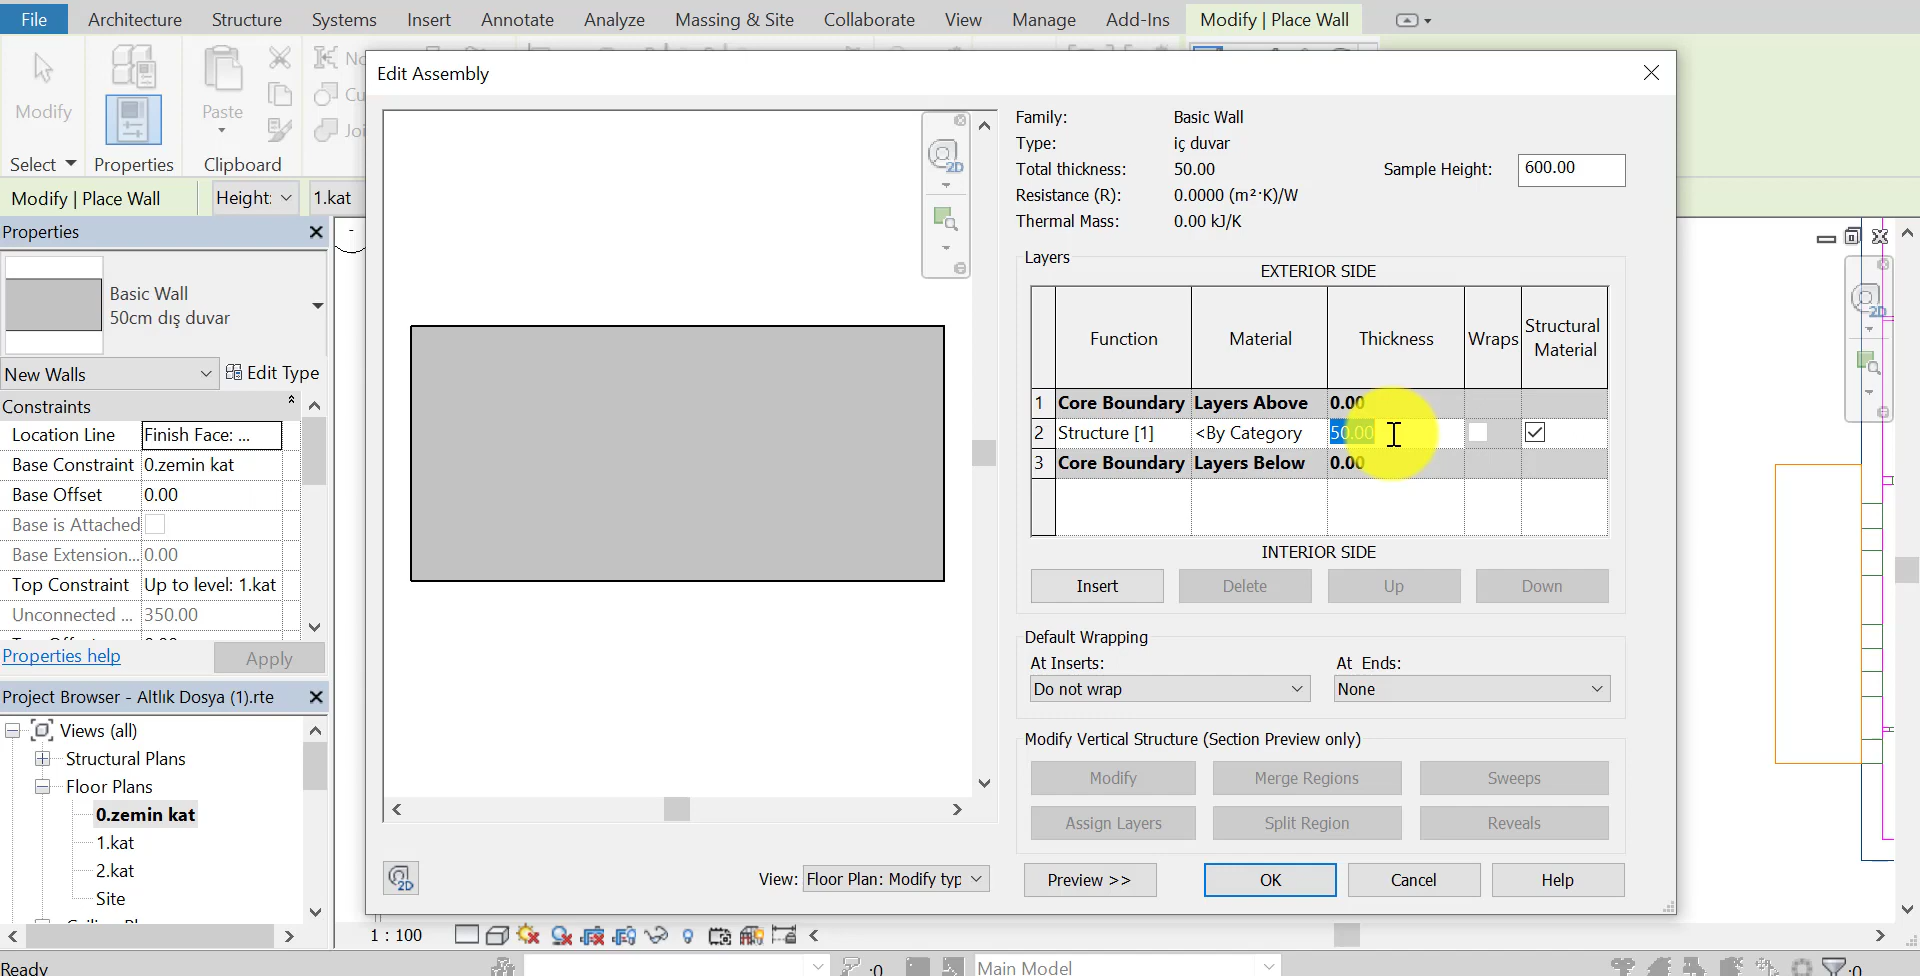 File Architecture Structure Systems Insert Annotate Analyze Massing & Site Collaborate View Manage Add-Ins Modify | Place Wall
Modify
Paste
Select Properties Clipboard
Modify | Place Wall Height: 1.kat
Properties
Basic Wall
50cm dış duvar
New Walls Edit Type
Constraints
Location Line Finish Face: ...
Base Constraint 0.zemin kat
Base Offset 0.00
Base is Attached
Base Extension... 0.00
Top Constraint Up to level: 1.kat
Unconnected ... 350.00
Properties help Apply
Project Browser - Altlık Dosya (1).rte
Views (all)
Structural Plans
Floor Plans
0.zemin kat
1.kat
2.kat
Site
Edit Assembly
2D
Family: Basic Wall
Type: iç duvar
Total thickness: 50.00 Sample Height: 600.00
Resistance (R): 0.0000 (m²·K)/W
Thermal Mass: 0.00 kJ/K
Layers
EXTERIOR SIDE
Function Material Thickness Wraps Structural Material
1 Core Boundary Layers Above 0.00
2 Structure [1] <By Category 50.00
3 Core Boundary Layers Below 0.00
INTERIOR SIDE
Insert Delete Up Down
Default Wrapping
At Inserts: At Ends:
Do not wrap None
Modify Vertical Structure (Section Preview only)
Modify Merge Regions Sweeps
Assign Layers Split Region Reveals
2D View: Floor Plan: Modify typ Preview >> OK Cancel Help
2D
1 : 100
Ready :0 Main Model :0